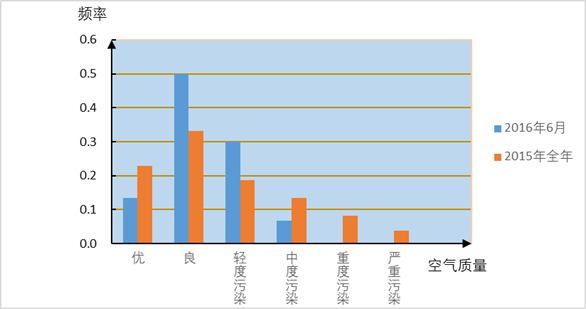 频率
0.6
0.5
0.4
0.3
0.2
0.1
0.0
优
良
轻度污染
中度污染
重度污染
严重污染
空气质量
2016年6月
2015年全年